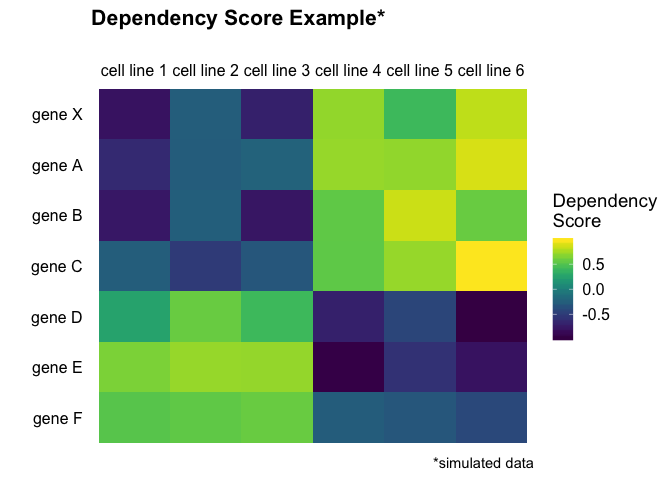 Dependency Score Example*
cell line 1 cell line 2 cell line 3 cell line 4 cell line 5 cell line 6
gene X
gene A
gene B
gene C
gene D
gene E
gene F
Dependency
Score
0.5
0.0
-0.5
*simulated data